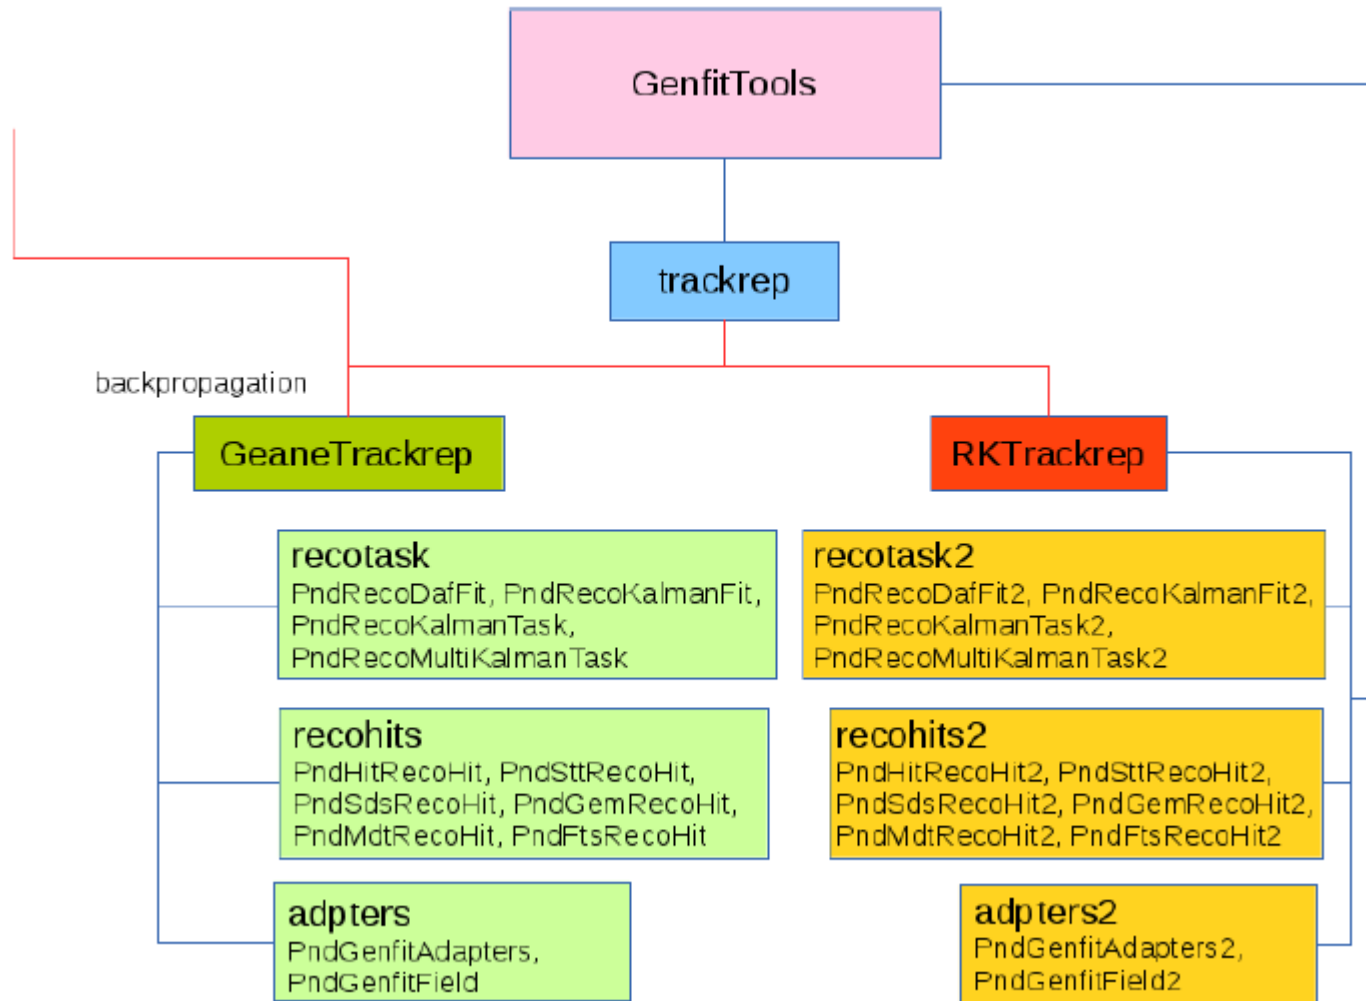 GenfitTools
trackrep
backpropagation
GeaneTrackrep
RKTrackrep
recotask
PndRecoDafFit, PndRecoKalmanFit,
PndRecoKalmanTask,
PndRecoMultiKalmanTask
recotask2
PndRecoDafFit2, PndRecoKalmanFit2,
PndRecoKalmanTask2,
PndRecoMultiKalmanTask2
recohits
PndHitRecoHit, PndSttRecoHit,
PndSdsRecoHit, PndGemRecoHit,
PndMdtRecoHit, PndFtsRecoHit
recohits2
PndHitRecoHit2, PndSttRecoHit2,
PndSdsRecoHit2, PndGemRecoHit2,
PndMdtRecoHit2, PndFtsRecoHit2
adpters
PndGenfitAdapters,
PndGenfitField
adpters2
PndGenfitAdapters2,
PndGenfitField2